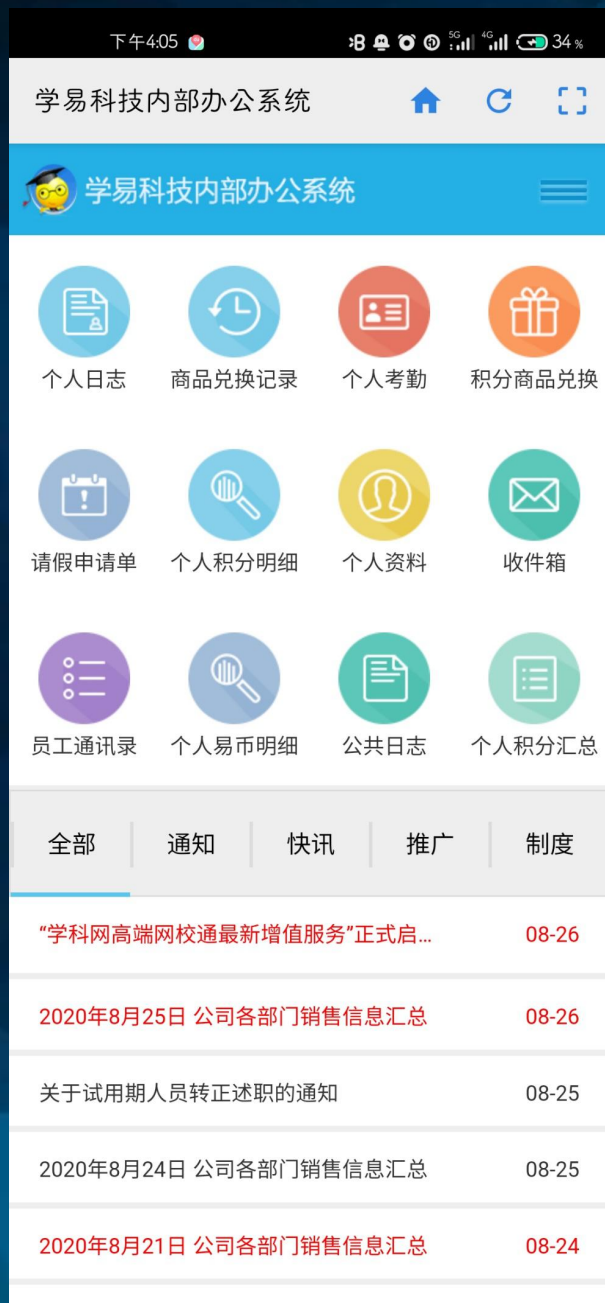 下午4:05 5G 4G 34%
学易科技内部办公系统
学易科技内部办公系统
个人日志 商品兑换记录 个人考勤 积分商品兑换
请假申请单 个人积分明细 个人资料 收件箱
员工通讯录 个人易币明细 公共日志 个人积分汇总
全部 通知 快讯 推广 制度
“学科网高端网校通最新增值服务”正式启... 08-26
2020年8月25日 公司各部门销售信息汇总 08-26
关于试用期人员转正述职的通知 08-25
2020年8月24日 公司各部门销售信息汇总 08-25
2020年8月21日 公司各部门销售信息汇总 08-24